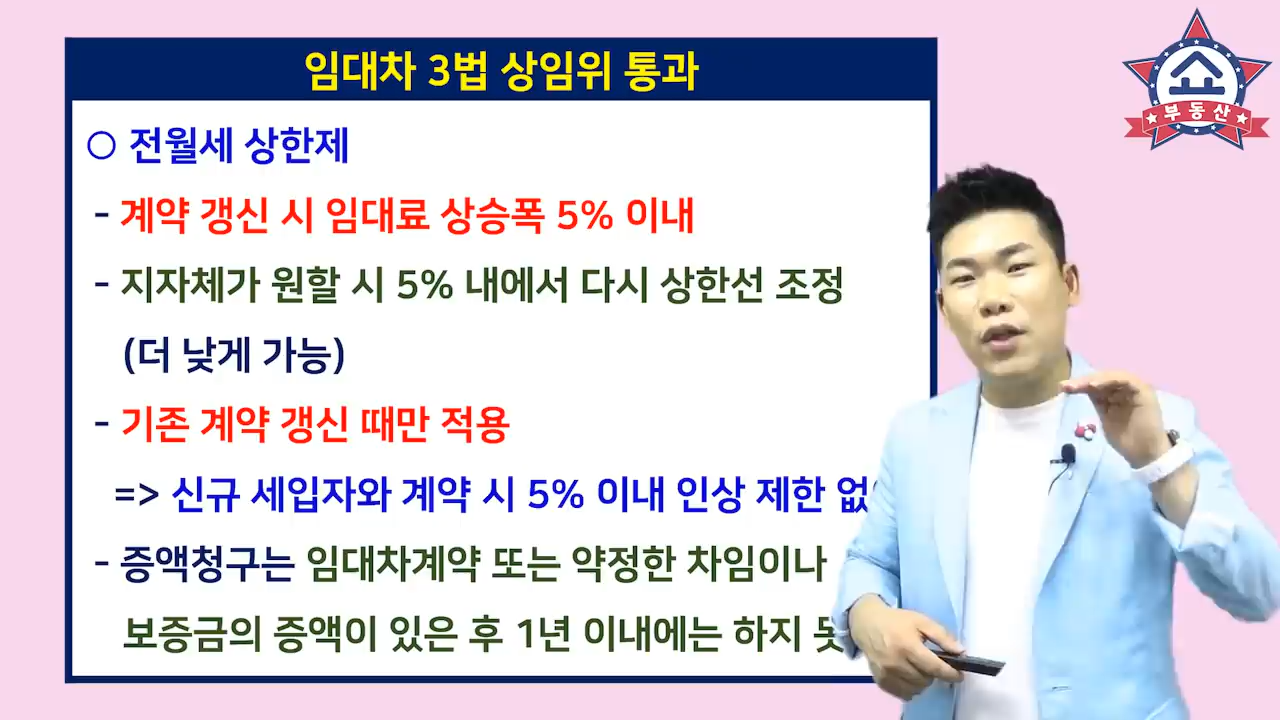 임대차 3법 상임위 통과
○ 전월세 상한제
- 계약 갱신 시 임대료 상승폭 5% 이내
- 지자체가 원할 시 5% 내에서 다시 상한선 조정
(더 낮게 가능)
- 기존 계약 갱신 때만 적용
=> 신규 세입자와 계약 시 5% 이내 인상 제한
- 증액청구는 임대차계약 또는 약정한 차임이나
보증금의 증액이 있은 후 1년 이내에는 하지
부동산